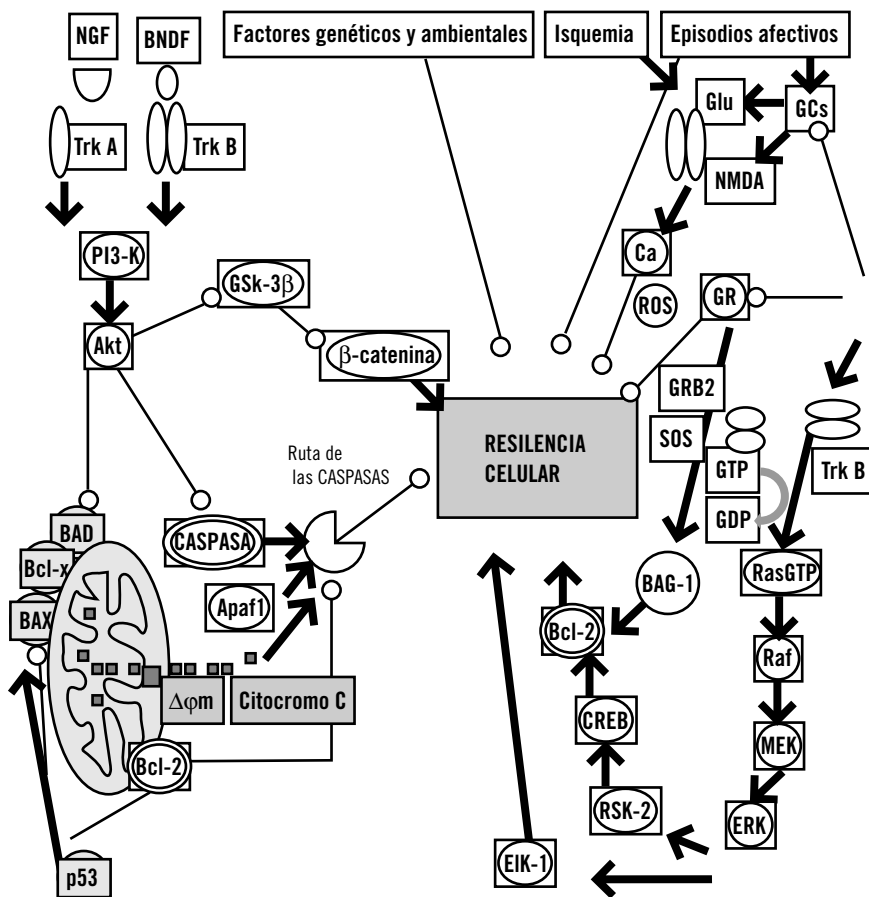 NGF
BNDF
Factores genéticos y ambientales
Isquemia
Episodios afectivos
Trk A
Trk B
Glu
GCs
NMDA
PI3-K
GSk-3β
Ca
ROS
GR
Akt
β-catenina
GRB2
SOS
GTP
GDP
Trk B
RESILENCIA
CELULAR
Ruta de
las CASPASAS
BAD
Bcl-x
BAX
CASPASA
Apaf1
BAG-1
RasGTP
Bcl-2
Raf
Δφm
Citocromo C
CREB
MEK
Bcl-2
RSK-2
ERK
p53
EIK-1